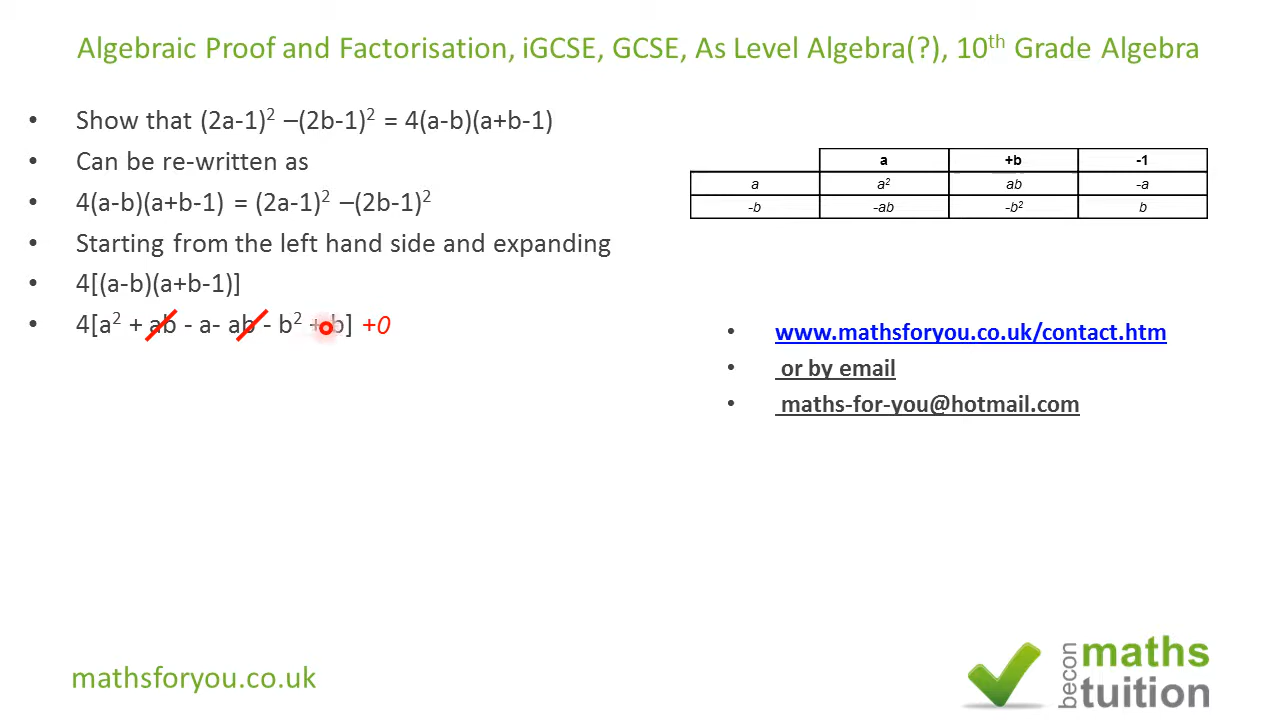 Algebraic Proof and Factorisation, iGCSE, GCSE, As Level Algebra(?), 10th Grade Algebra
• Show that (2a-1)² –(2b-1)² = 4(a-b)(a+b-1)
• Can be re-written as
• 4(a-b)(a+b-1) = (2a-1)² –(2b-1)²
• Starting from the left hand side and expanding
• 4[(a-b)(a+b-1)]
• 4[a² + ab - a- ab - b² + b] +0
a +b -1
a a² ab -a
-b -ab -b² b
• www.mathsforyou.co.uk/contact.htm
• or by email
• maths-for-you@hotmail.com
mathsforyou.co.uk
becon
maths
tuition